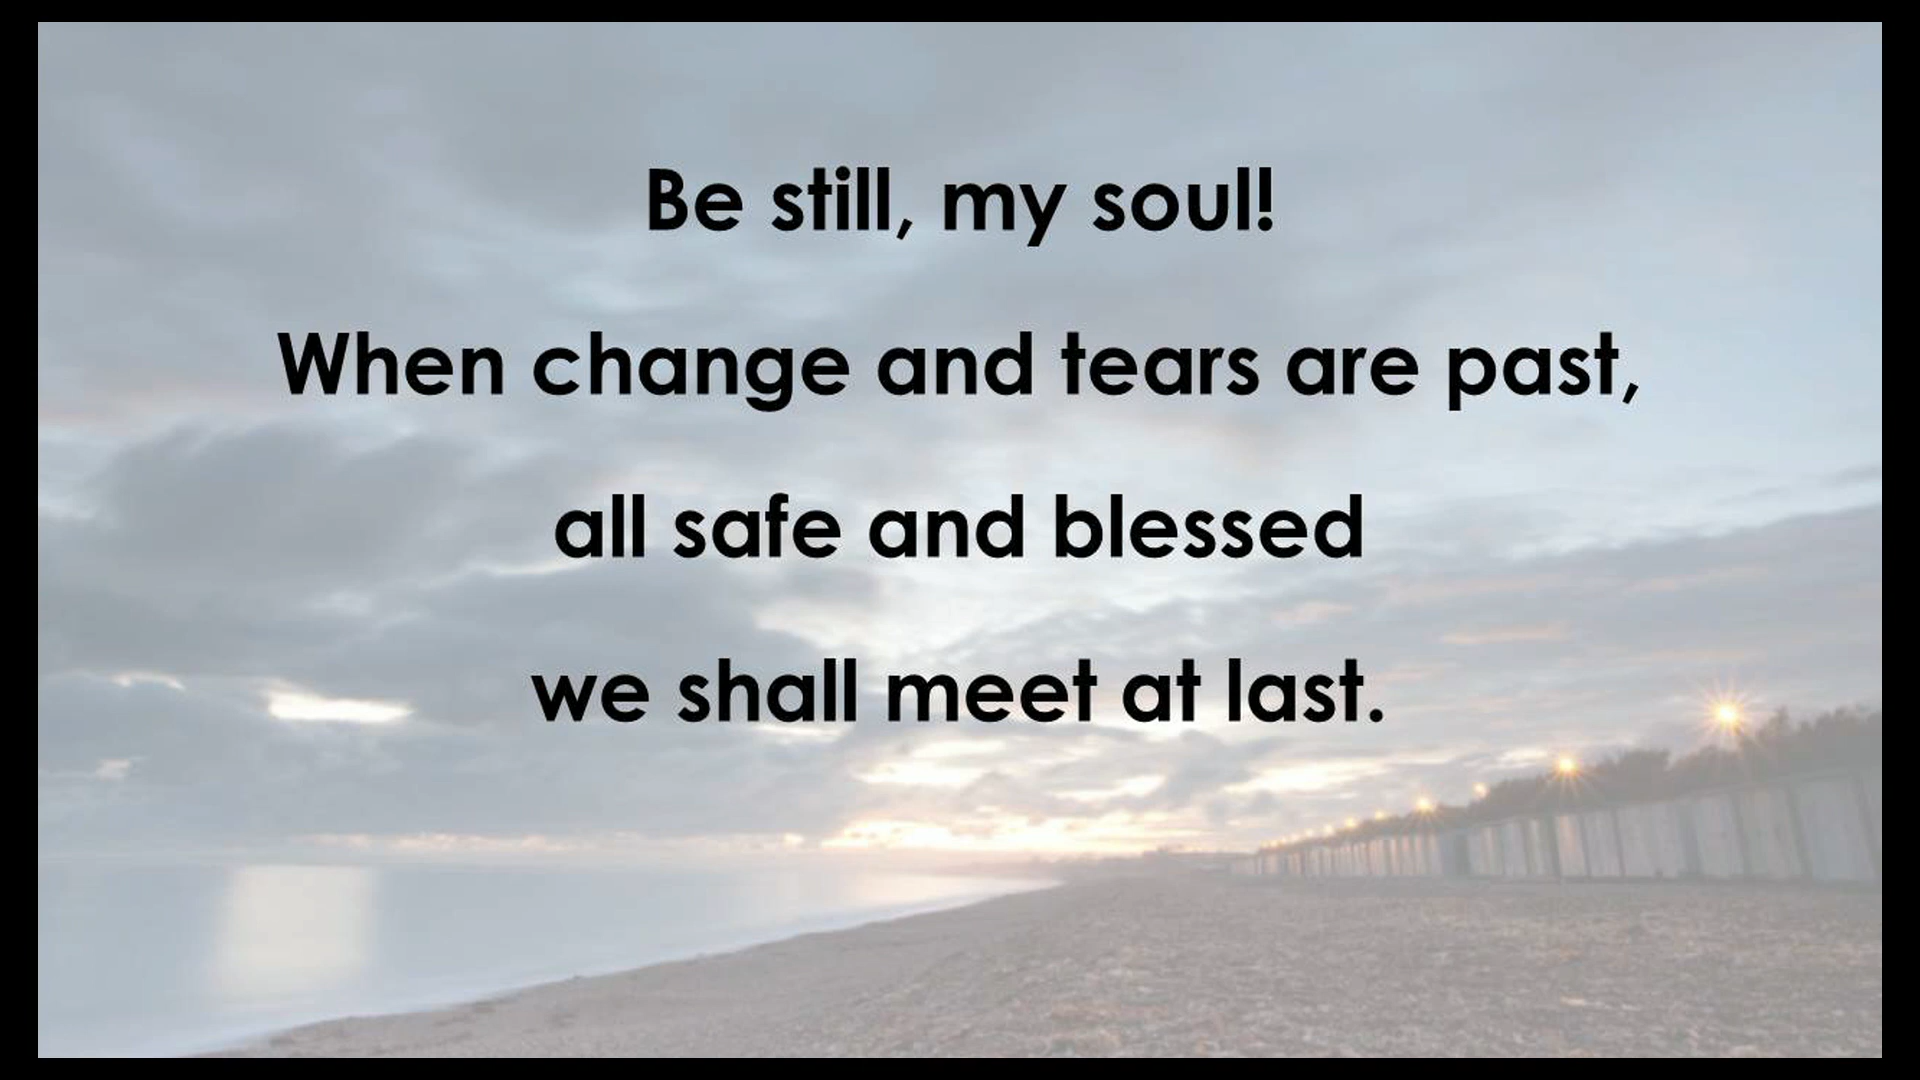 Be still, my soul!
When change and tears are past,
all safe and blessed
we shall meet at last.